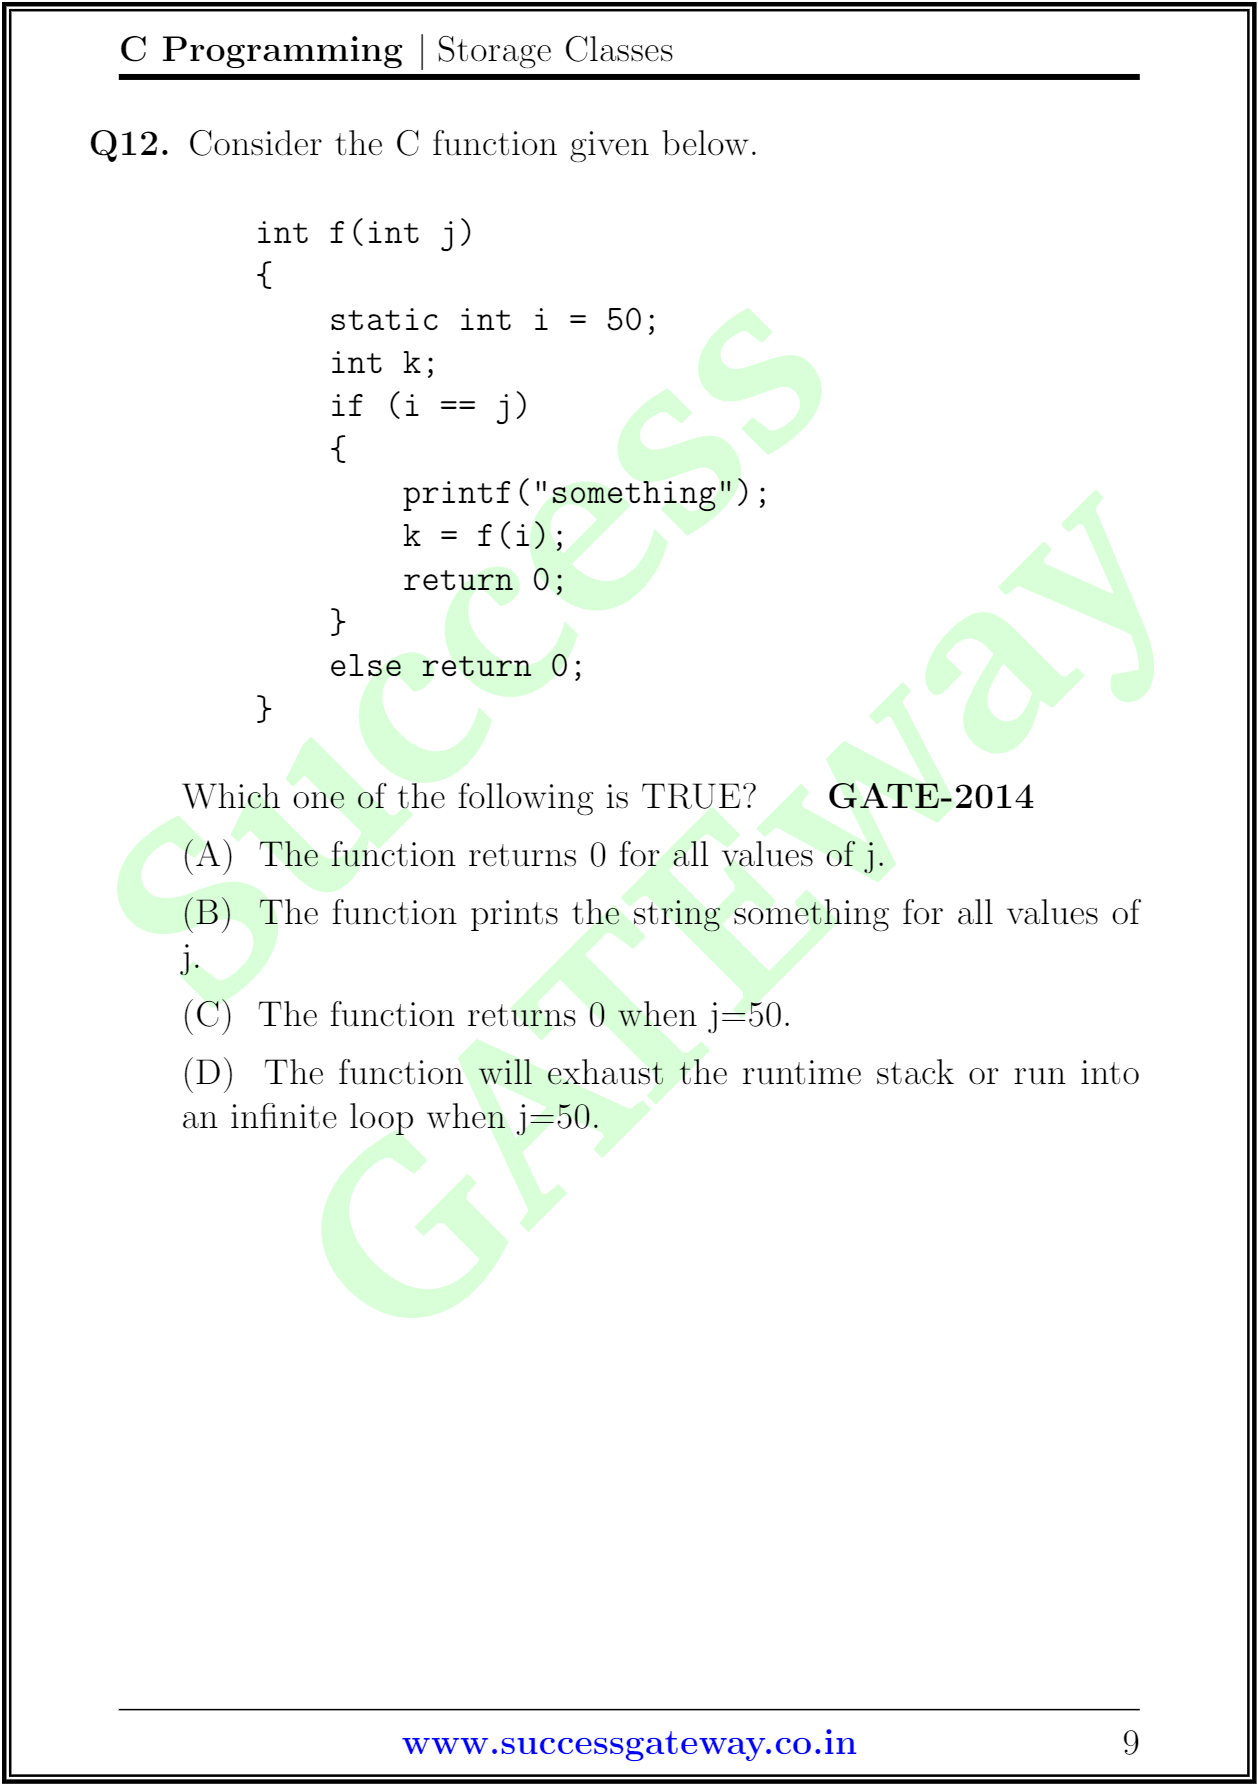 C Programming | Storage Classes
Q12. Consider the C function given below.
int f(int j)
{
    static int i = 50;
    int k;
    if (i == j)
    {
        printf("something");
        k = f(i);
        return 0;
    }
    else return 0;
}
Which one of the following is TRUE? GATE-2014
(A) The function returns 0 for all values of j.
(B) The function prints the string something for all values of
j.
(C) The function returns 0 when j=50.
(D) The function will exhaust the runtime stack or run into
an infinite loop when j=50.
Success
GATEway
www.successgateway.co.in 9